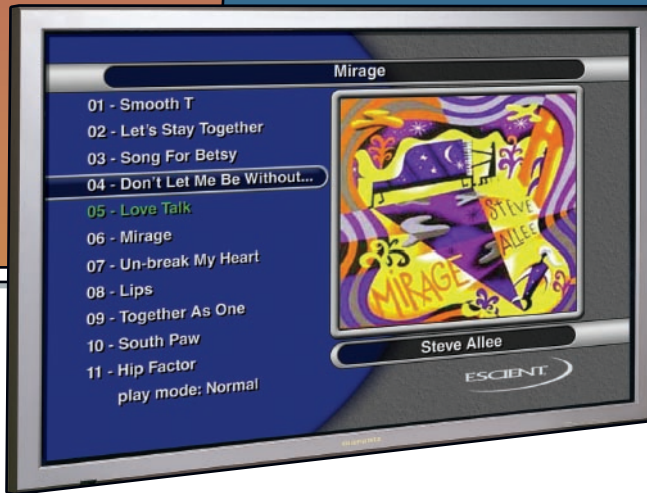 Mirage
01 - Smooth T
02 - Let's Stay Together
03 - Song For Betsy
04 - Don't Let Me Be Without...
05 - Love Talk
06 - Mirage
07 - Un-break My Heart
08 - Lips
09 - Together As One
10 - South Paw
11 - Hip Factor
play mode: Normal
STEVE
ALLEE
MIRAGE
Steve Allee
ESCIENT